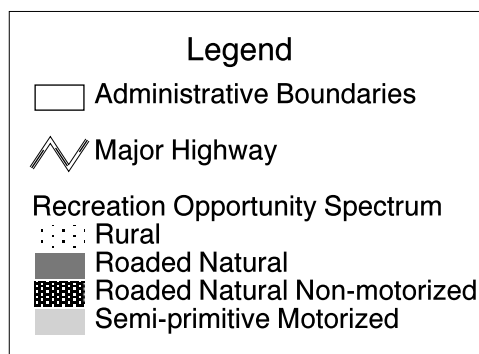 Legend
Administrative Boundaries
Major Highway
Recreation Opportunity Spectrum
Rural
Roaded Natural
Roaded Natural Non-motorized
Semi-primitive Motorized